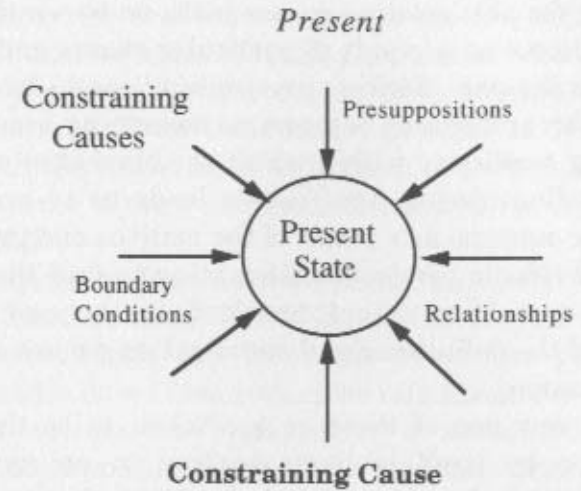 Present
Constraining
Causes
Presuppositions
Present
State
Boundary
Conditions
Relationships
Constraining Cause